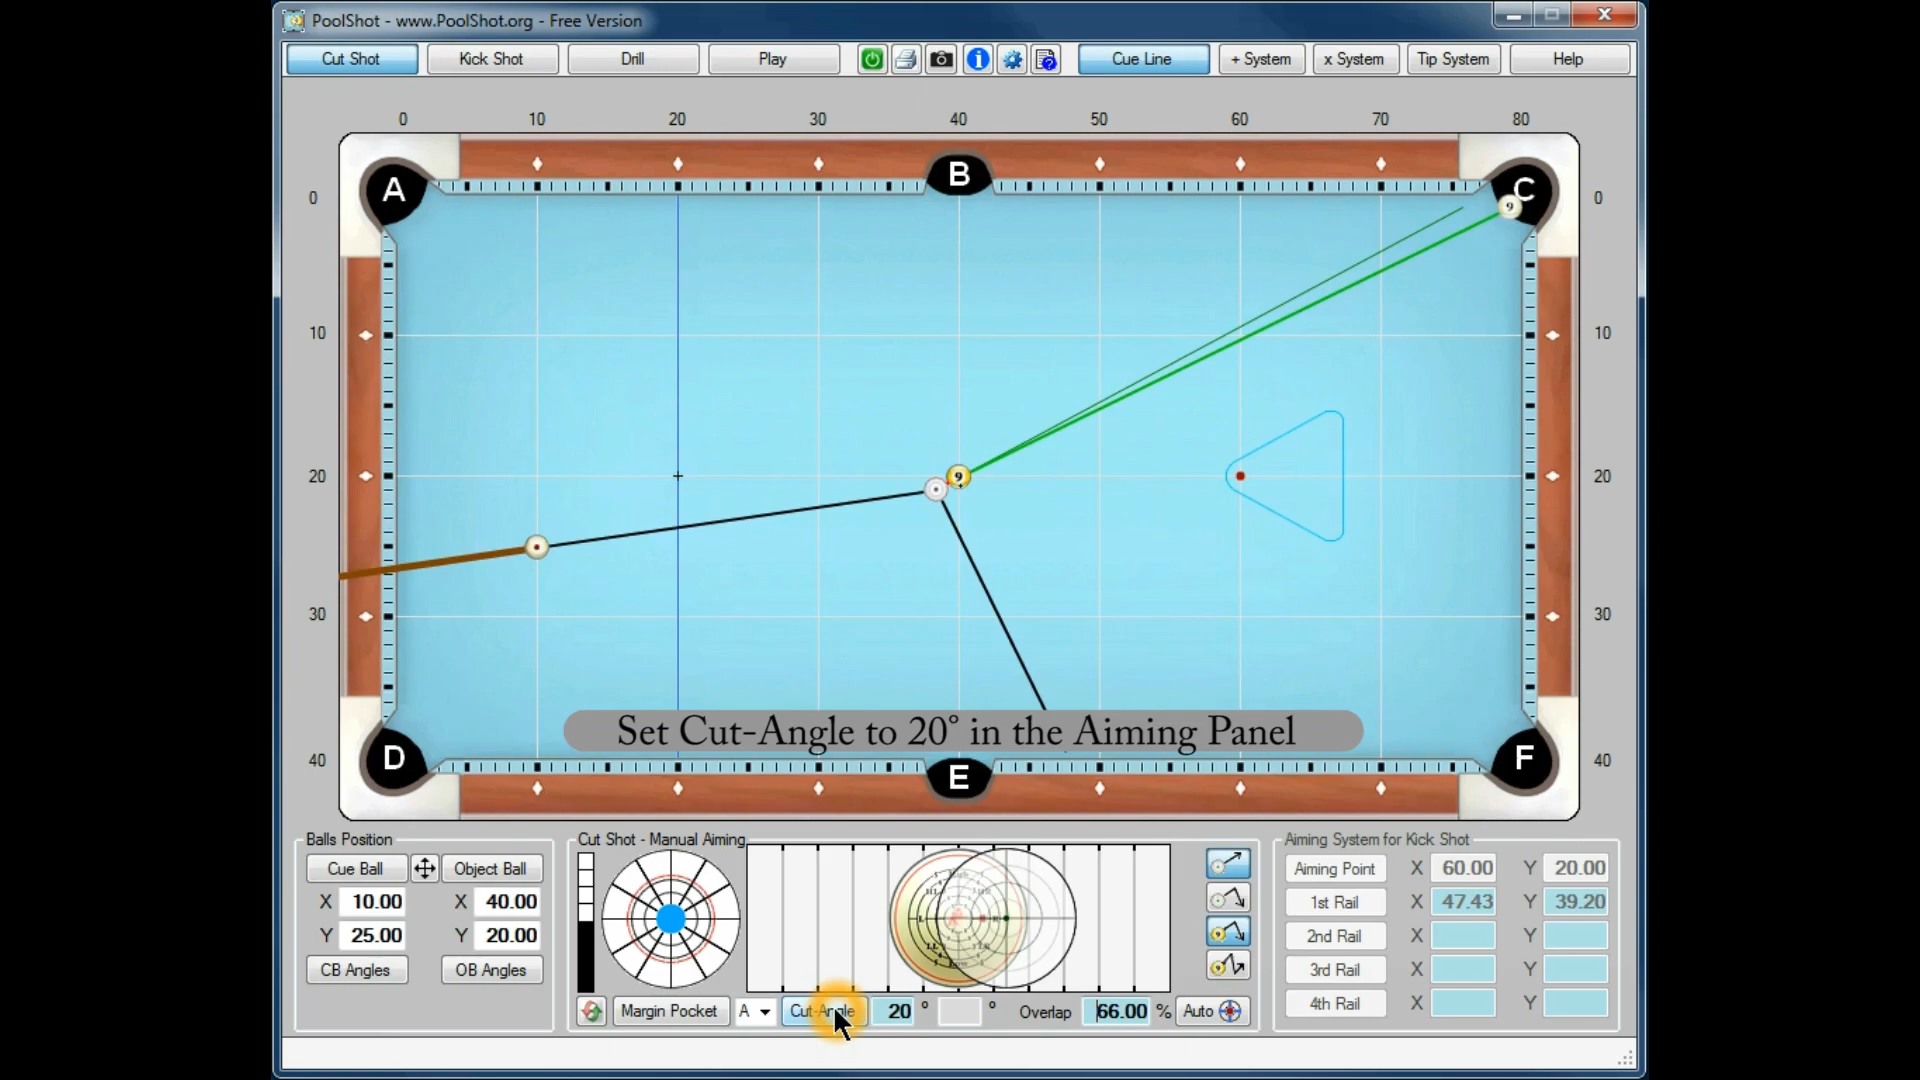 PoolShot - www.PoolShot.org - Free Version
Cut Shot Kick Shot Drill Play Cue Line + System x System Tip System Help
0 10 20 30 40 50 60 70 80
A B C
0 0
9
10 10
20 9 20
30 30
Set Cut-Angle to 20° in the Aiming Panel
D E F
40 40
Balls Position Cut Shot - Manual Aiming Aiming System for Kick Shot
Cue Ball Object Ball Aiming Point X 60.00 Y 20.00
X 10.00 X 40.00 1st Rail X 47.43 Y 39.20
Y 25.00 Y 20.00 2nd Rail X Y
CB Angles OB Angles 3rd Rail X Y
Margin Pocket A Cut-Angle 20 ° ° Overlap 66.00 % Auto 4th Rail X Y